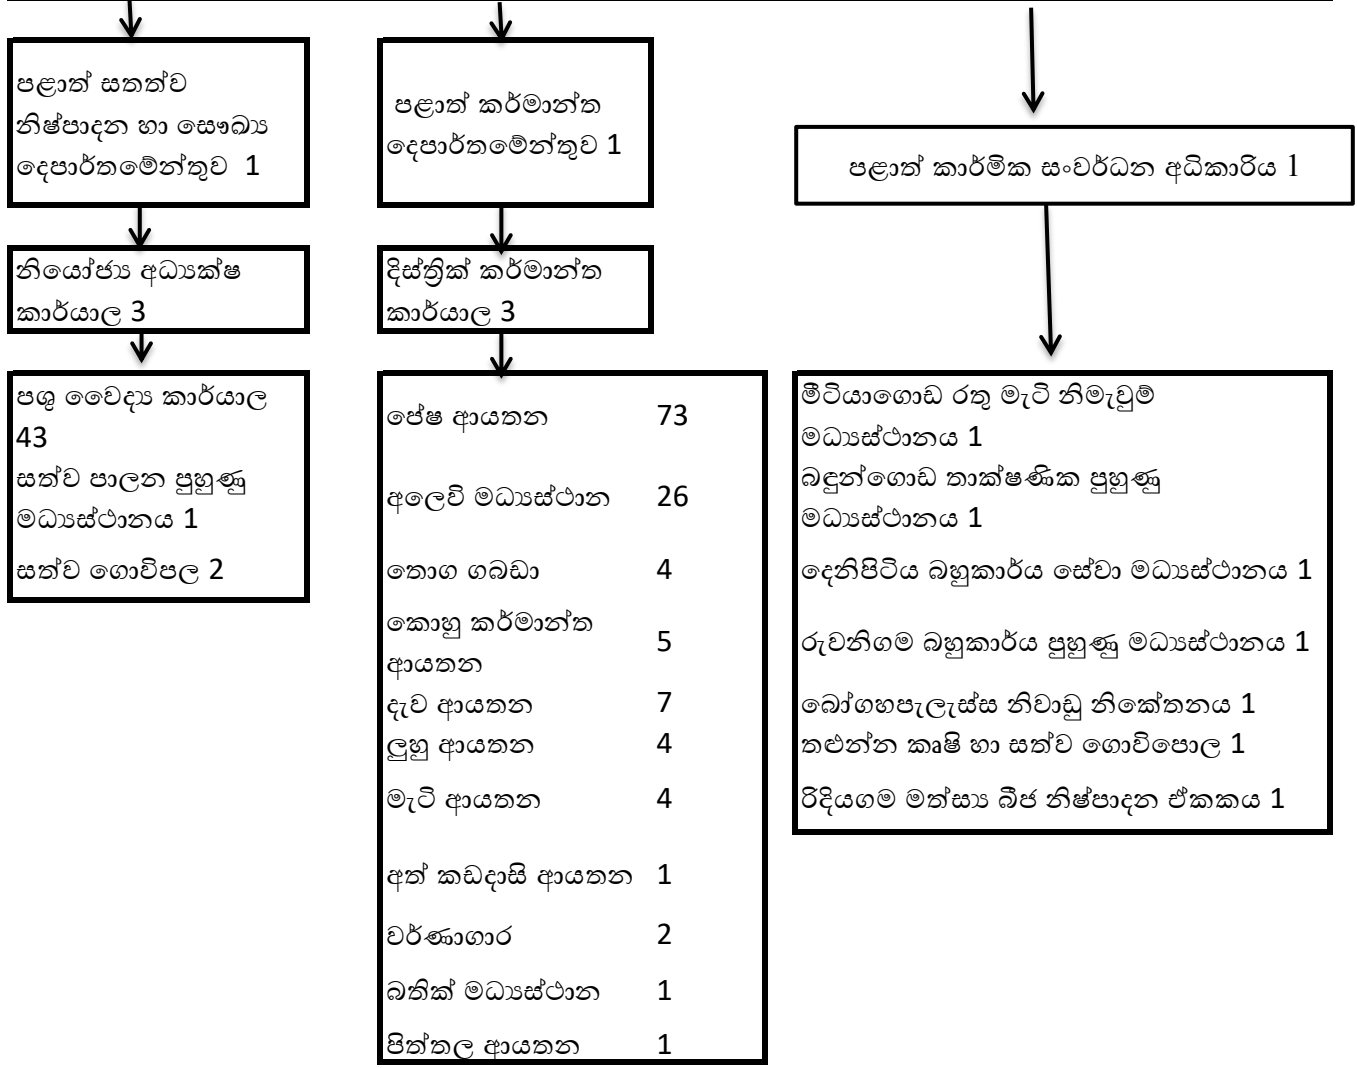 පළාත් සතත්ව
නිෂ්පාදන හා සෞඛ්‍ය
දෙපාර්තමේන්තුව 1
නියෝජ්‍ය අධ්‍යක්ෂ
කාර්යාල 3
පශු වෛද්‍ය කාර්යාල
43
සත්ව පාලන පුහුණු
මධ්‍යස්ථානය 1
සත්ව ගොවිපල 2
පළාත් කර්මාන්ත
දෙපාර්තමේන්තුව 1
දිස්ත්‍රික් කර්මාන්ත
කාර්යාල 3
පේෂ ආයතන 73
අලෙවි මධ්‍යස්ථාන 26
තොග ගබඩා 4
කොහු කර්මාන්ත
ආයතන 5
දැව ආයතන 7
ලුහු ආයතන 4
මැටි ආයතන 4
අත් කඩදාසි ආයතන 1
වර්ණාගාර 2
බතික් මධ්‍යස්ථාන 1
පිත්තල ආයතන 1
පළාත් කාර්මික සංවර්ධන අධිකාරිය 1
මීටියාගොඩ රතු මැටි නිමැවුම්
මධ්‍යස්ථානය 1
බඳුන්ගොඩ තාක්ෂණික පුහුණු
මධ්‍යස්ථානය 1
දෙනිපිටිය බහුකාර්ය සේවා මධ්‍යස්ථානය 1
රුවනිගම බහුකාර්ය පුහුණු මධ්‍යස්ථානය 1
බෝගහපැලැස්ස නිවාඩු නිකේතනය 1
තළුන්න කෘෂි හා සත්ව ගොවිපොල 1
රිදියගම මත්ස්‍ය බීජ නිෂ්පාදන ඒකකය 1